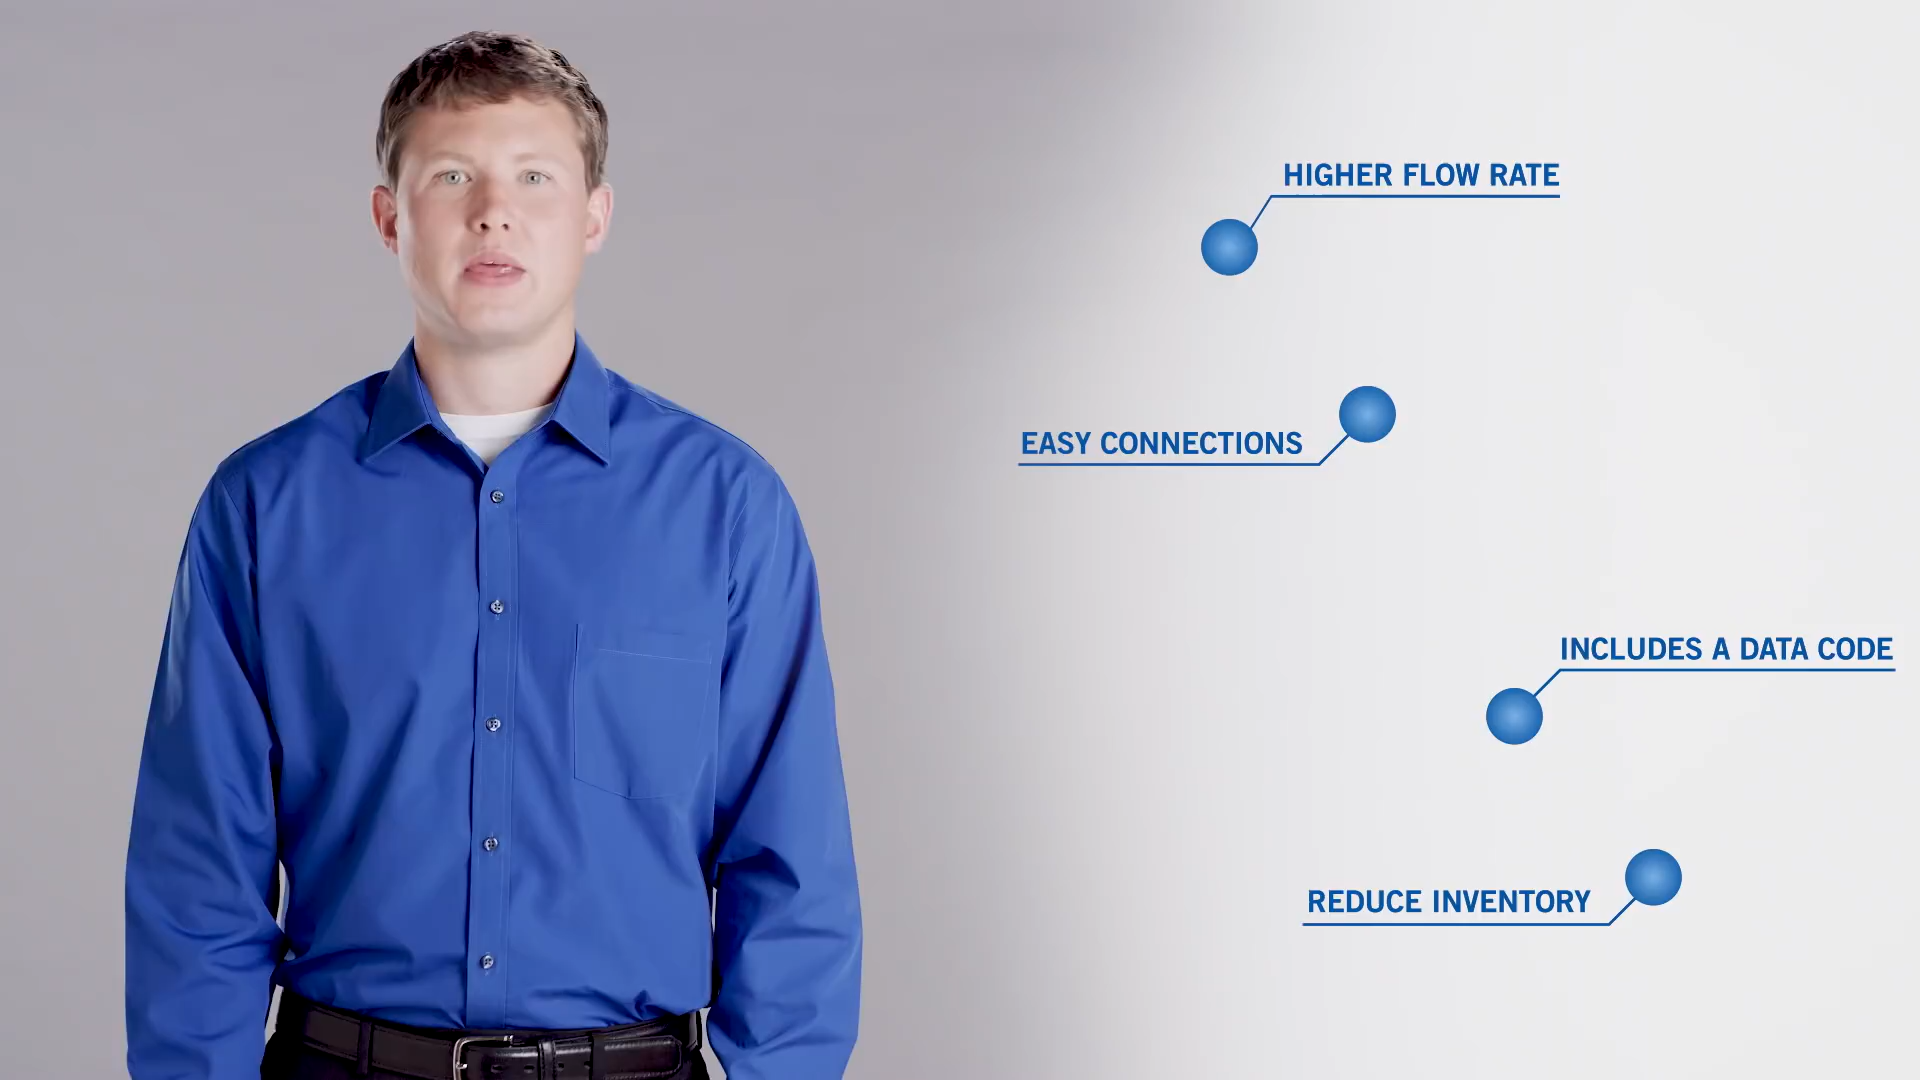 HIGHER FLOW RATE
EASY CONNECTIONS
INCLUDES A DATA CODE
REDUCE INVENTORY